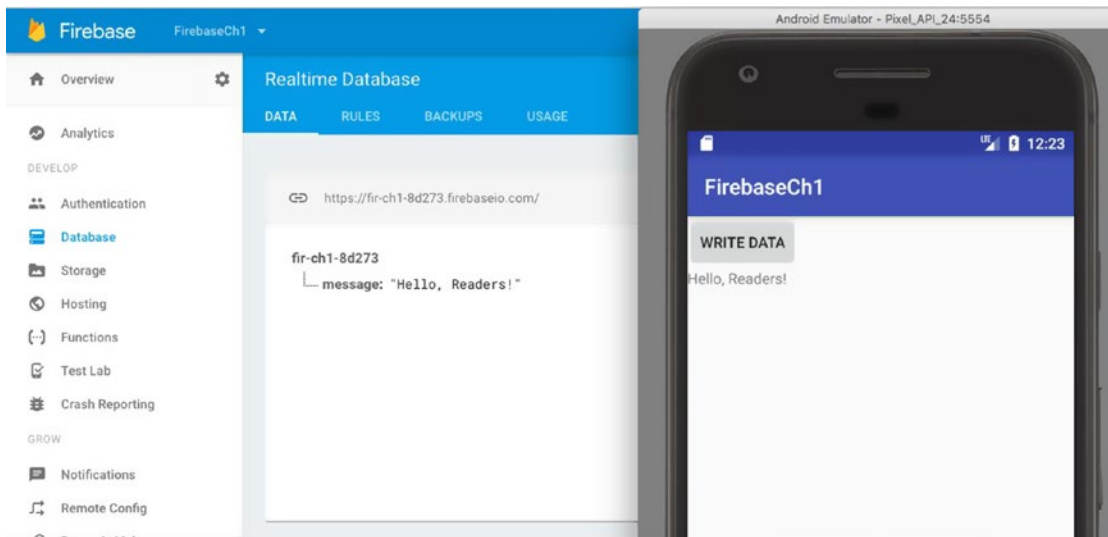 Firebase
FirebaseCh1
Overview
Analytics
DEVELOP
Authentication
Database
Storage
Hosting
Functions
Test Lab
Crash Reporting
GROW
Notifications
Remote Config
Realtime Database
DATA RULES BACKUPS USAGE
https://fir-ch1-8d273.firebaseio.com/
fir-ch1-8d273
message: "Hello, Readers!"
Android Emulator - Pixel_API_24:5554
LTE 12:23
FirebaseCh1
WRITE DATA
Hello, Readers!